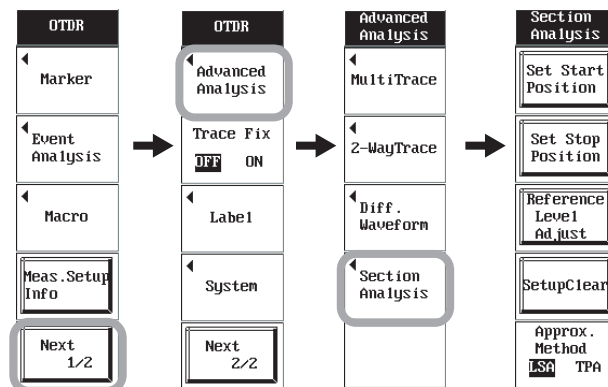 OTDR
Marker
Event
Analysis
Macro
Meas.Setup
Info
Next
1/2
OTDR
Advanced
Analysis
Trace Fix
OFF ON
Label
System
Next
2/2
Advanced
Analysis
MultiTrace
2-WayTrace
Diff.
Waveform
Section
Analysis
Section
Analysis
Set Start
Position
Set Stop
Position
Reference
Level
Adjust
SetupClear
Approx.
Method
LSA TPA